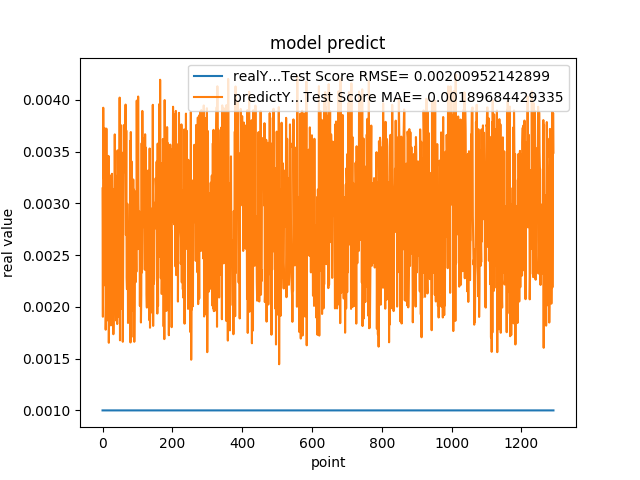 model predict
realY...Test Score RMSE= 0.00200952142899
predictY...Test Score MAE= 0.00189684429335
0.0040
0.0035
0.0030
0.0025
0.0020
0.0015
0.0010
real value
0 200 400 600 800 1000 1200
point